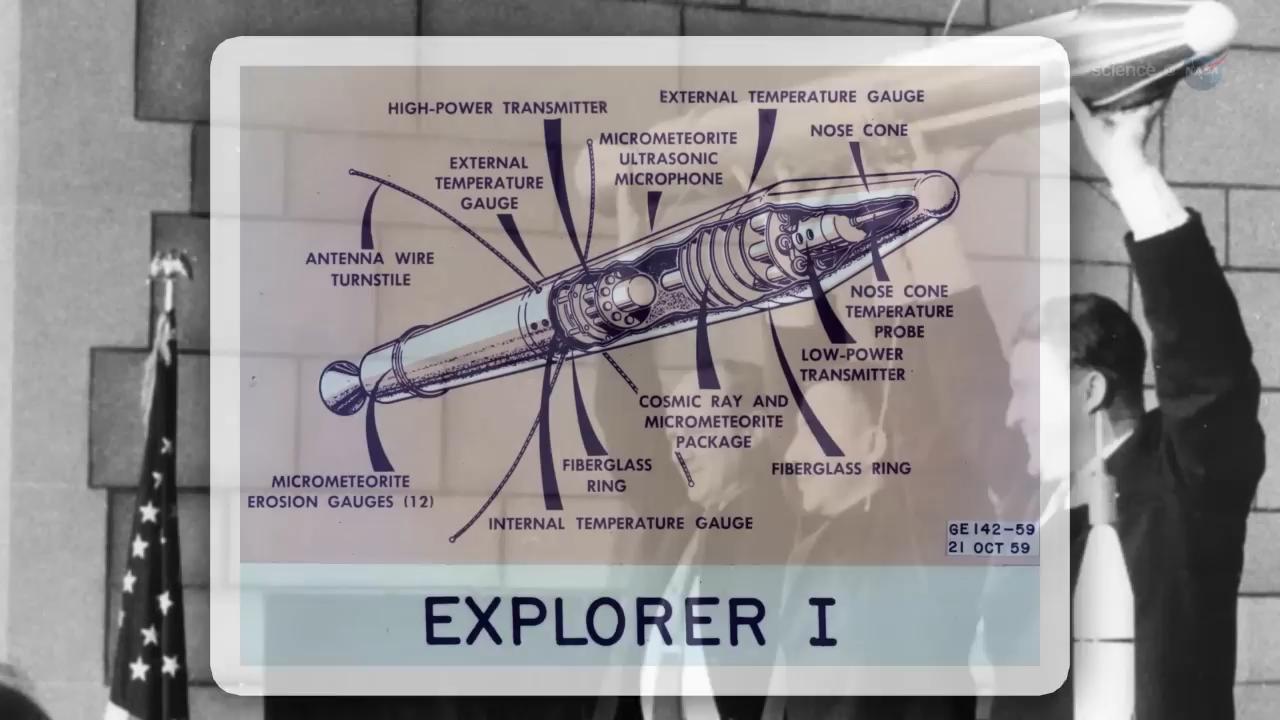 science @ NASA
HIGH-POWER TRANSMITTER
EXTERNAL TEMPERATURE GAUGE
NOSE CONE
MICROMETEORITE
ULTRASONIC
MICROPHONE
EXTERNAL
TEMPERATURE
GAUGE
ANTENNA WIRE
TURNSTILE
NOSE CONE
TEMPERATURE
PROBE
LOW-POWER
TRANSMITTER
COSMIC RAY AND
MICROMETEORITE
PACKAGE
FIBERGLASS
RING
FIBERGLASS RING
MICROMETEORITE
EROSION GAUGES (12)
INTERNAL TEMPERATURE GAUGE
GE 142-59
21 OCT 59
EXPLORER I